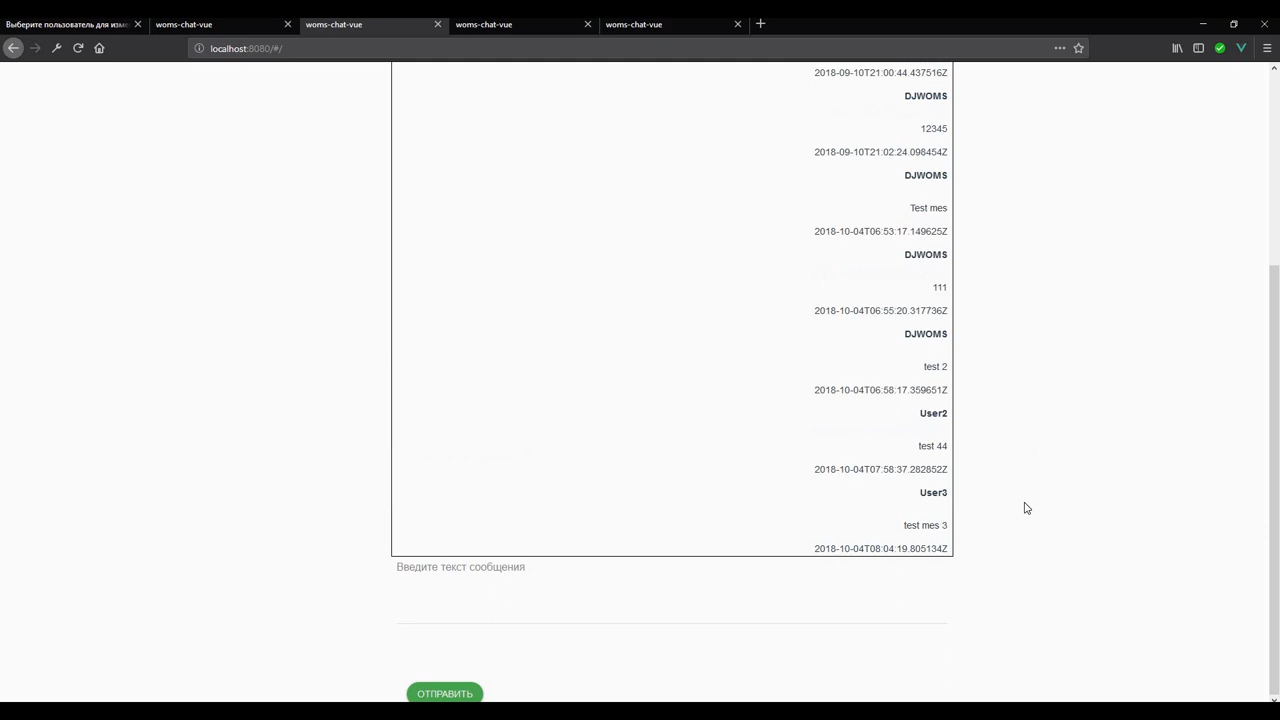 Выберите пользователь для изме
woms-chat-vue
woms-chat-vue
woms-chat-vue
woms-chat-vue
localhost:8080/#/
2018-09-10T21:00:44.437516Z
DJWOMS
12345
2018-09-10T21:02:24.098454Z
DJWOMS
Test mes
2018-10-04T06:53:17.149625Z
DJWOMS
111
2018-10-04T06:55:20.317736Z
DJWOMS
test 2
2018-10-04T06:58:17.359651Z
User2
test 44
2018-10-04T07:58:37.282852Z
User3
test mes 3
2018-10-04T08:04:19.805134Z
Введите текст сообщения
ОТПРАВИТЬ